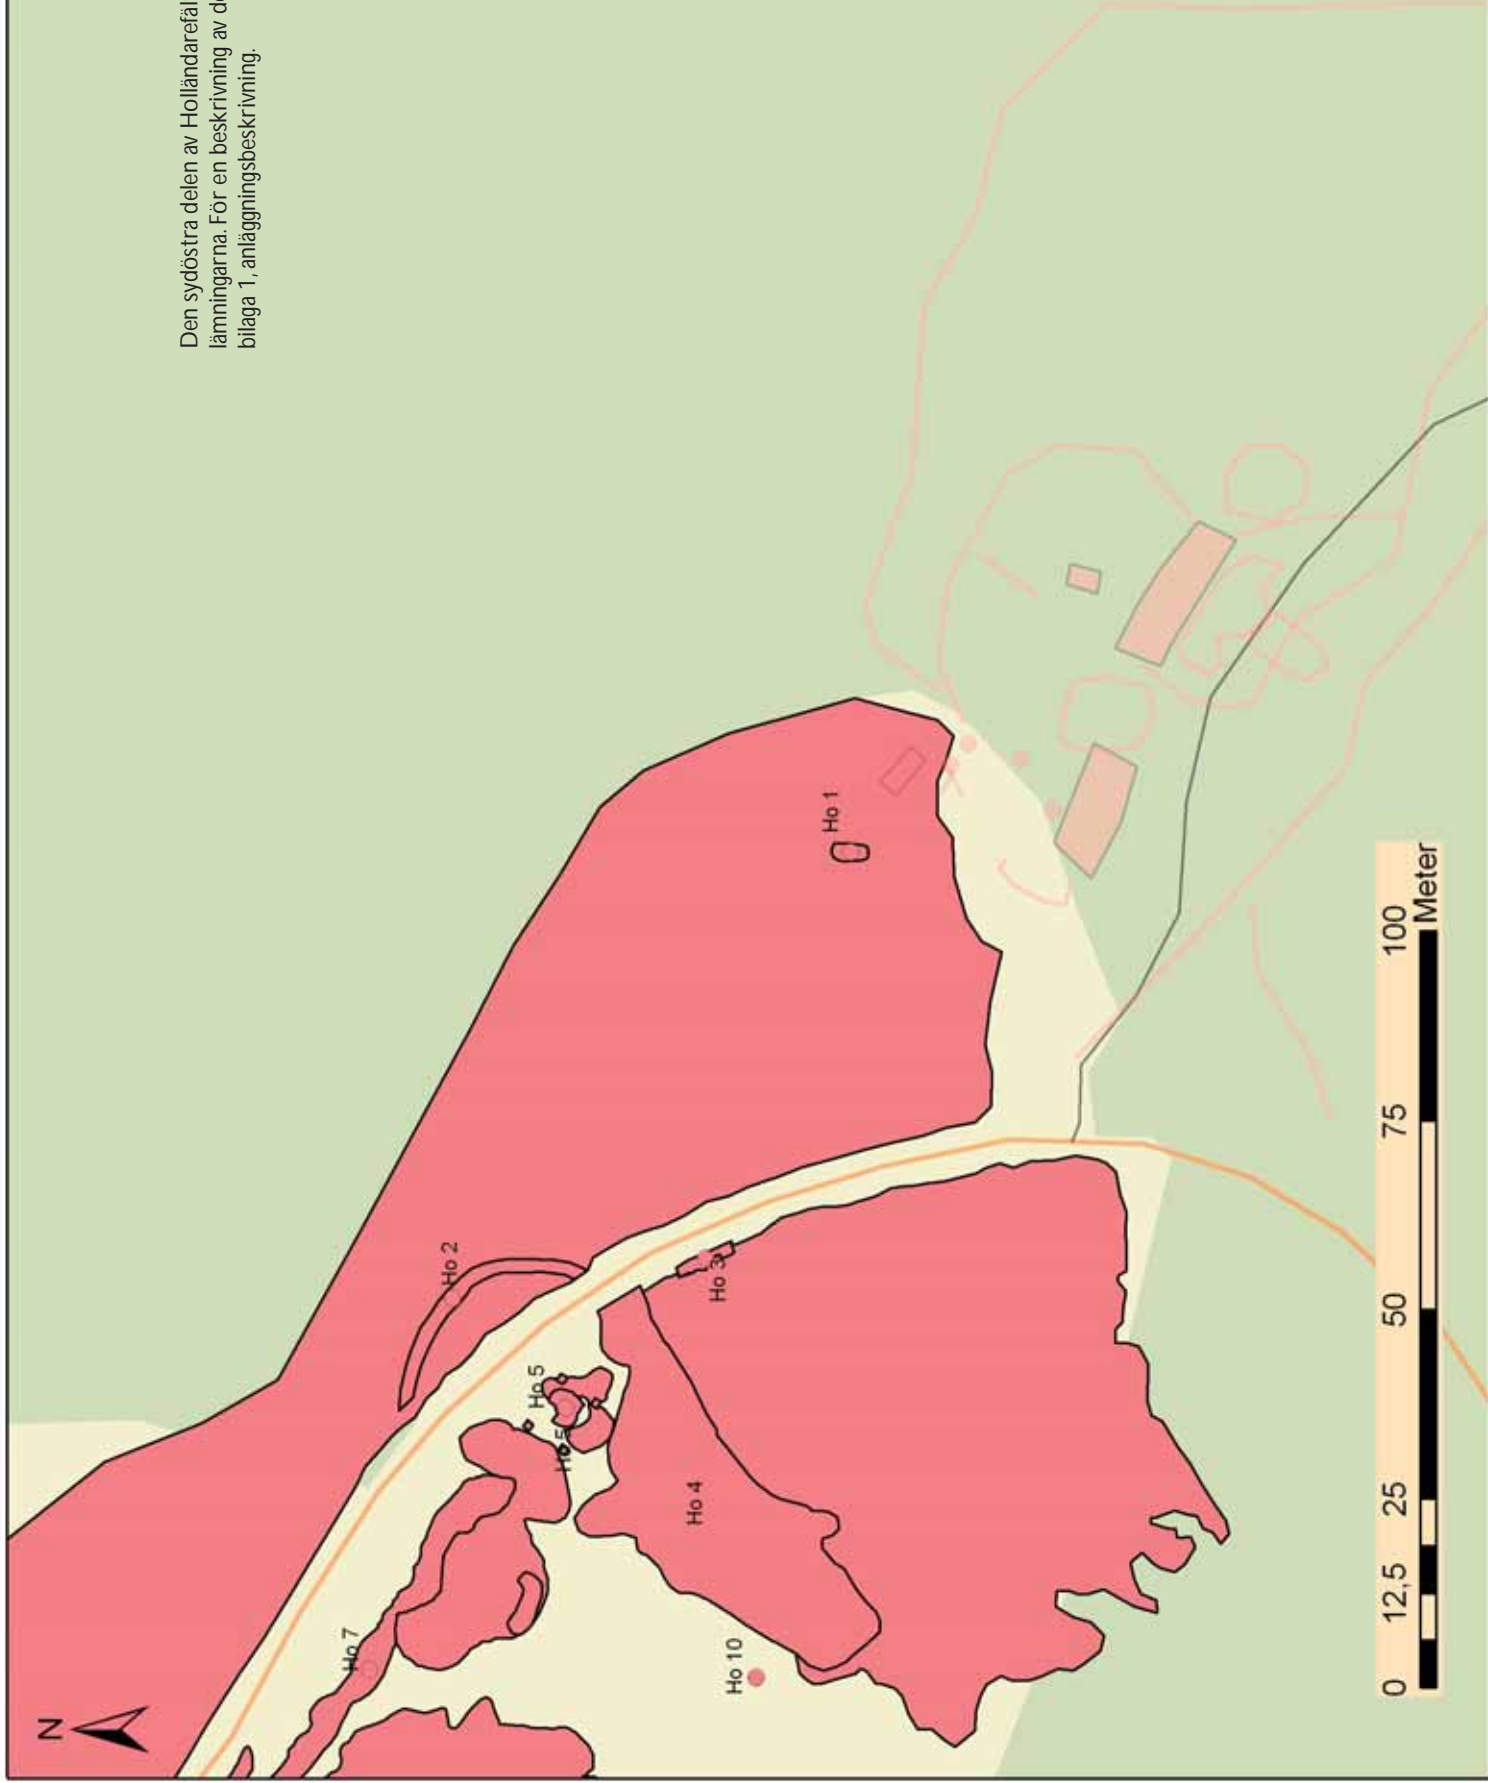 Den sydöstra delen av Holländarefäl
lämningarna. För en beskrivning av d
bilaga 1, anläggningsbeskrivning.
N
Ho 7
Ho 2
Ho 5
Ho 3
Ho 4
Ho 10
Ho 1
0 12,5 25 50 75 100
Meter